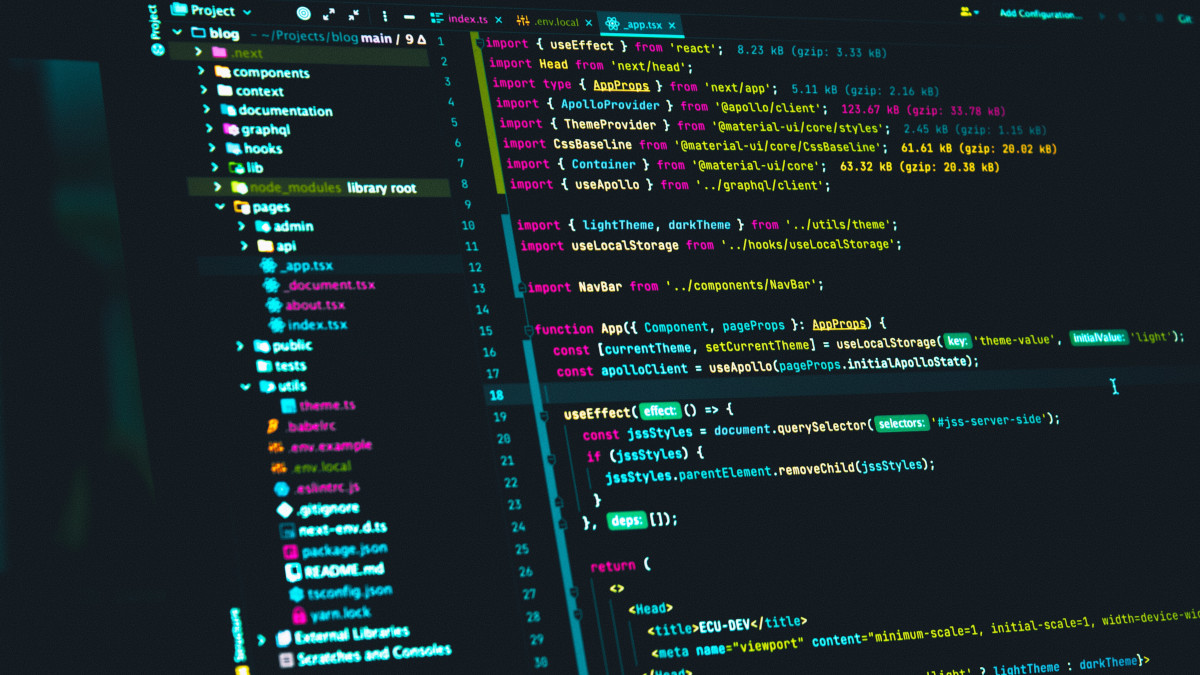 Project
Project
index.ts
.env.local
_app.tsx
Add Configuration...
Git
blog ~/Projects/blog main / 9 Δ
.next
components
context
documentation
graphql
hooks
lib
node_modules library root
pages
admin
api
_app.tsx
_document.tsx
about.tsx
index.tsx
public
tests
utils
theme.ts
.babelrc
.env.example
.env.local
.eslintrc.js
.gitignore
next-env.d.ts
package.json
README.md
tsconfig.json
yarn.lock
External Libraries
Scratches and Consoles
Structure
1 import { useEffect } from 'react'; 8.23 kB (gzip: 3.33 kB)
2 import Head from 'next/head';
3 import type { AppProps } from 'next/app'; 5.11 kB (gzip: 2.16 kB)
4 import { ApolloProvider } from '@apollo/client'; 123.67 kB (gzip: 33.78 kB)
5 import { ThemeProvider } from '@material-ui/core/styles'; 2.45 kB (gzip: 1.15 kB)
6 import CssBaseline from '@material-ui/core/CssBaseline'; 61.61 kB (gzip: 20.02 kB)
7 import { Container } from '@material-ui/core'; 63.32 kB (gzip: 20.38 kB)
8 import { useApollo } from '../graphql/client';
9
10 import { lightTheme, darkTheme } from '../utils/theme';
11 import useLocalStorage from '../hooks/useLocalStorage';
12
13 import NavBar from '../components/NavBar';
14
15 function App({ Component, pageProps }: AppProps) {
16 const [currentTheme, setCurrentTheme] = useLocalStorage( key: 'theme-value', initialValue: 'light');
17 const apolloClient = useApollo(pageProps.initialApolloState);
18
19 useEffect( effect: () => {
20 const jssStyles = document.querySelector( selectors: '#jss-server-side');
21 if (jssStyles) {
22 jssStyles.parentElement.removeChild(jssStyles);
23 }
24 }, deps: []);
25
26 return (
27 <>
28 <Head>
29 <title>ECU-DEV</title>
30 <meta name="viewport" content="minimum-scale=1, initial-scale=1, width=device-wid
</Head>
'light' ? lightTheme : darkTheme}>